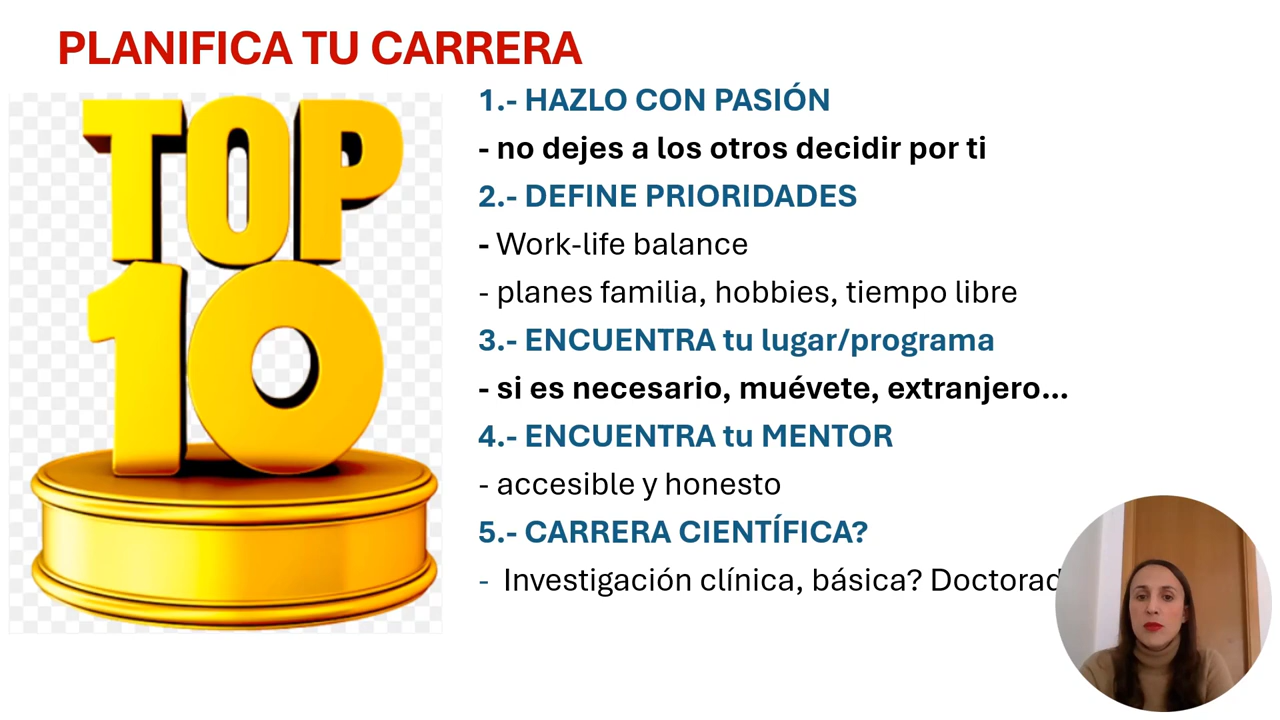 PLANIFICA TU CARRERA
TOP
10
1.- HAZLO CON PASIÓN
- no dejes a los otros decidir por ti
2.- DEFINE PRIORIDADES
- Work-life balance
- planes familia, hobbies, tiempo libre
3.- ENCUENTRA tu lugar/programa
- si es necesario, muévete, extranjero...
4.- ENCUENTRA tu MENTOR
- accesible y honesto
5.- CARRERA CIENTÍFICA?
- Investigación clínica, básica? Doctorad